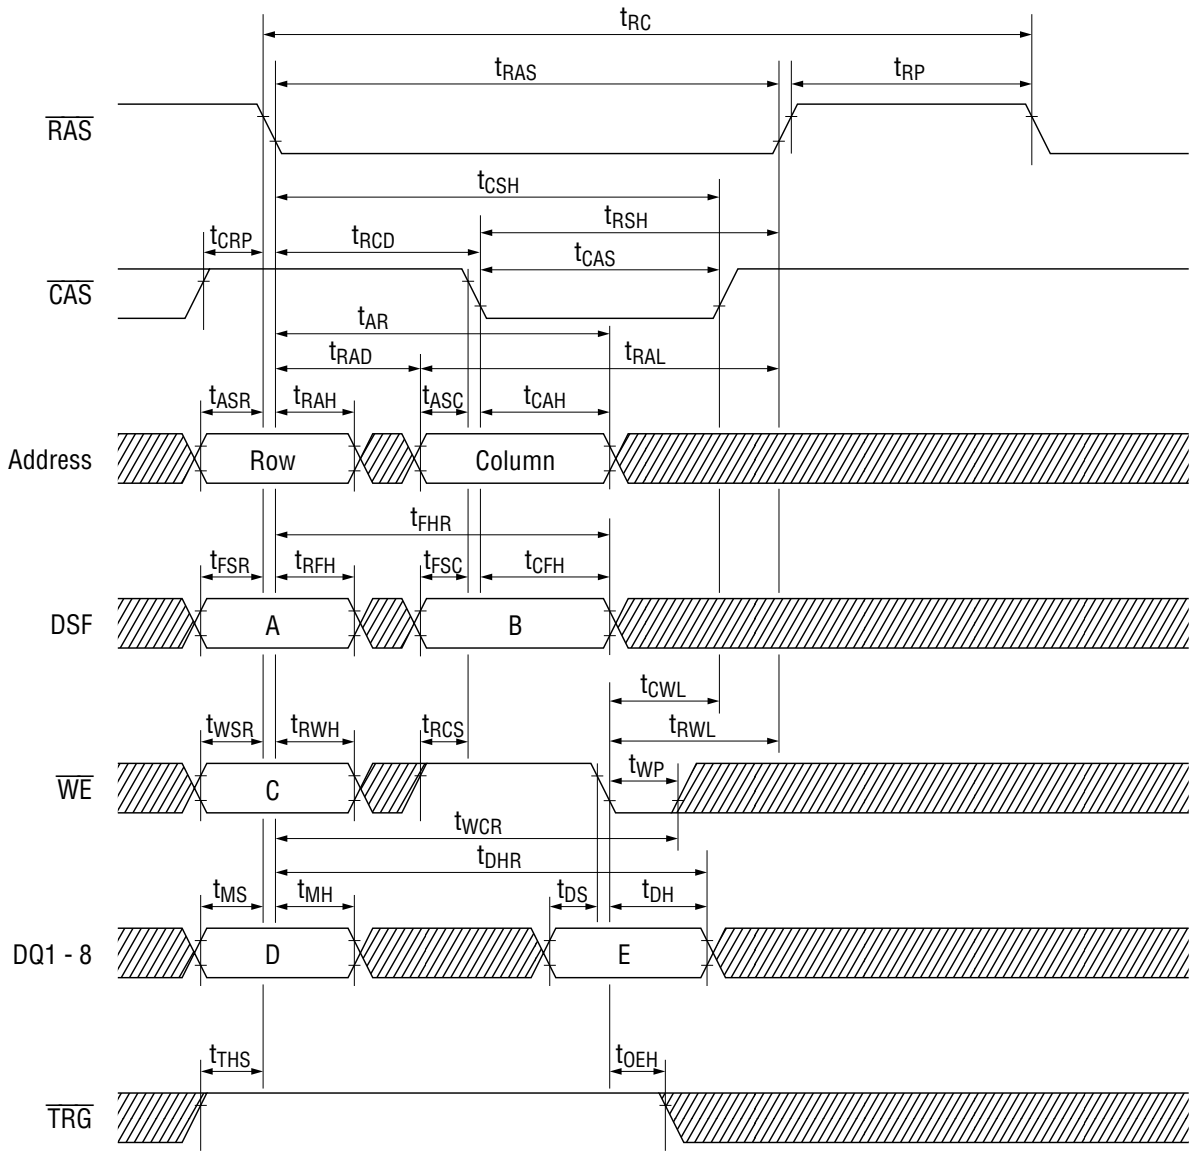 tRC
tRAS tRP
RAS
tCSH
tRSH
tCRP tRCD
tCAS
CAS
tAR
tRAD tRAL
tASR tRAH tASC tCAH
Address Row Column
tFHR
tFSR tRFH tFSC tCFH
DSF A B
tCWL
tWSR tRWH tRCS tRWL
tWP
WE C
tWCR
tDHR
tMS tMH tDS tDH
DQ1 - 8 D E
tTHS tOEH
TRG